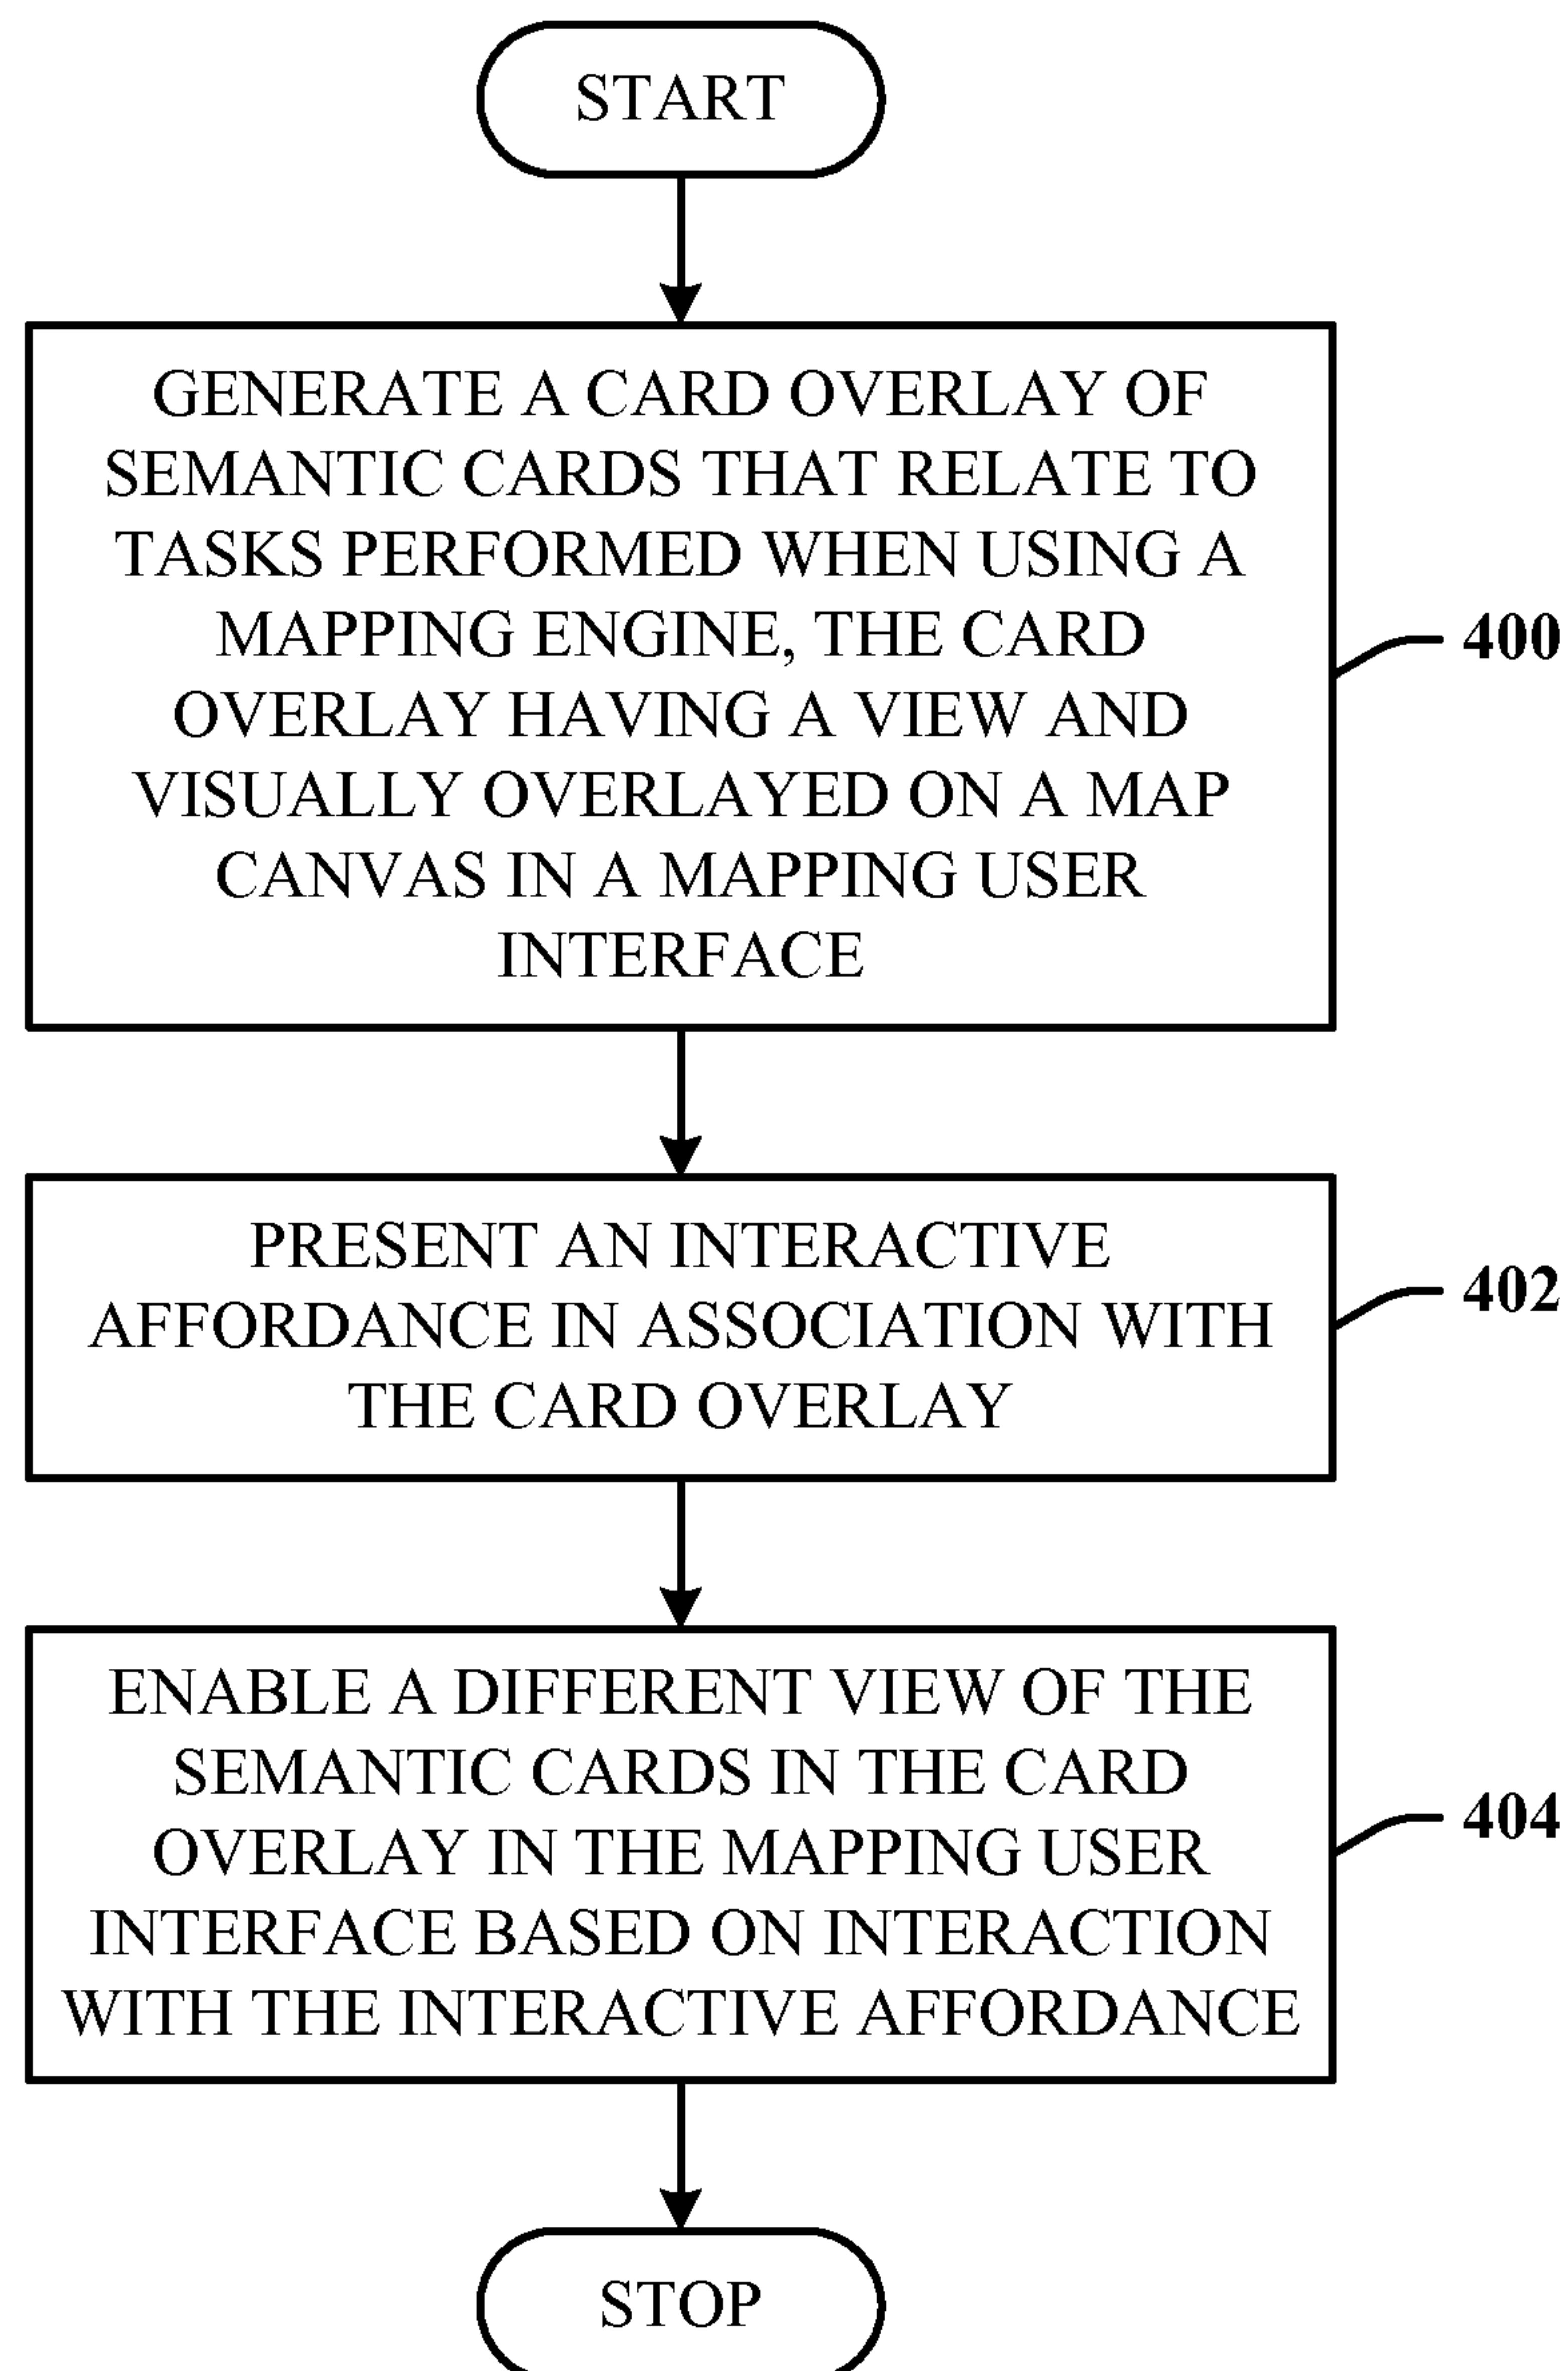 START
GENERATE A CARD OVERLAY OF
SEMANTIC CARDS THAT RELATE TO
TASKS PERFORMED WHEN USING A
MAPPING ENGINE, THE CARD
OVERLAY HAVING A VIEW AND
VISUALLY OVERLAYED ON A MAP
CANVAS IN A MAPPING USER
INTERFACE
400
PRESENT AN INTERACTIVE
AFFORDANCE IN ASSOCIATION WITH
THE CARD OVERLAY
402
ENABLE A DIFFERENT VIEW OF THE
SEMANTIC CARDS IN THE CARD
OVERLAY IN THE MAPPING USER
INTERFACE BASED ON INTERACTION
WITH THE INTERACTIVE AFFORDANCE
404
STOP